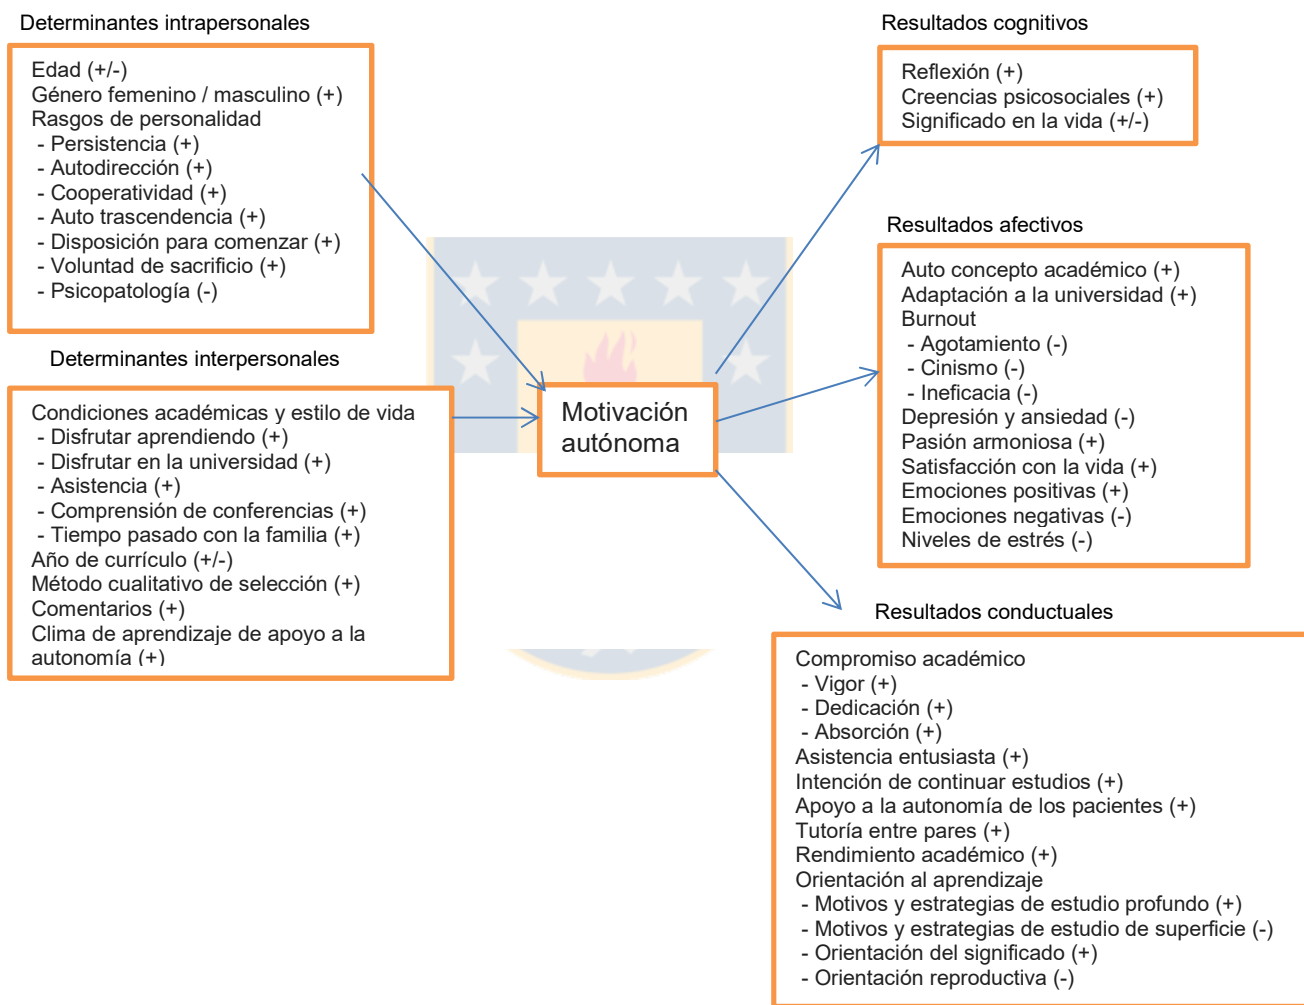 Determinantes intrapersonales
Edad (+/-)
Género femenino / masculino (+)
Rasgos de personalidad
- Persistencia (+)
- Autodirección (+)
- Cooperatividad (+)
- Auto trascendencia (+)
- Disposición para comenzar (+)
- Voluntad de sacrificio (+)
- Psicopatología (-)
Determinantes interpersonales
Condiciones académicas y estilo de vida
- Disfrutar aprendiendo (+)
- Disfrutar en la universidad (+)
- Asistencia (+)
- Comprensión de conferencias (+)
- Tiempo pasado con la familia (+)
Año de currículo (+/-)
Método cualitativo de selección (+)
Comentarios (+)
Clima de aprendizaje de apoyo a la
autonomía (+)
Motivación
autónoma
Resultados cognitivos
Reflexión (+)
Creencias psicosociales (+)
Significado en la vida (+/-)
Resultados afectivos
Auto concepto académico (+)
Adaptación a la universidad (+)
Burnout
- Agotamiento (-)
- Cinismo (-)
- Ineficacia (-)
Depresión y ansiedad (-)
Pasión armoniosa (+)
Satisfacción con la vida (+)
Emociones positivas (+)
Emociones negativas (-)
Niveles de estrés (-)
Resultados conductuales
Compromiso académico
- Vigor (+)
- Dedicación (+)
- Absorción (+)
Asistencia entusiasta (+)
Intención de continuar estudios (+)
Apoyo a la autonomía de los pacientes (+)
Tutoría entre pares (+)
Rendimiento académico (+)
Orientación al aprendizaje
- Motivos y estrategias de estudio profundo (+)
- Motivos y estrategias de estudio de superficie (-)
- Orientación del significado (+)
- Orientación reproductiva (-)